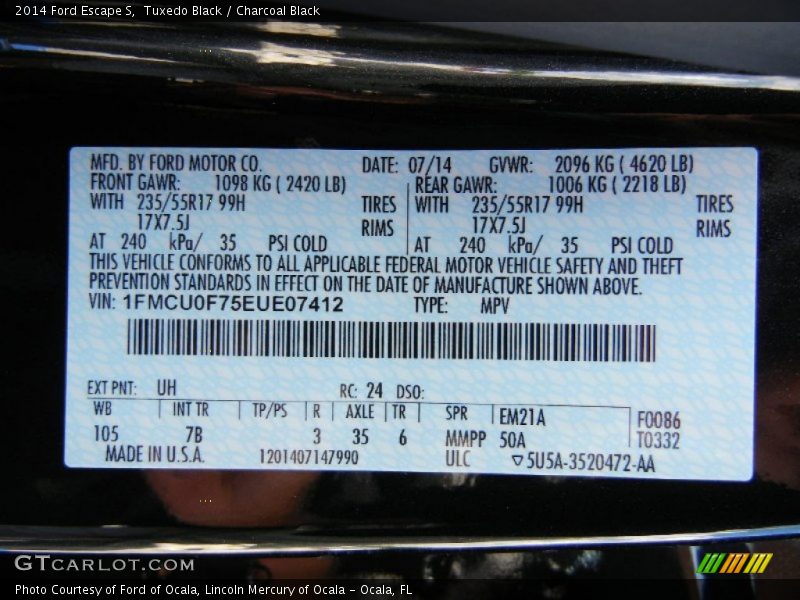 2014 Ford Escape S, Tuxedo Black / Charcoal Black
MFD. BY FORD MOTOR CO. DATE: 07/14 GVWR: 2096 KG ( 4620 LB)
FRONT GAWR: 1098 KG ( 2420 LB) REAR GAWR: 1006 KG ( 2218 LB)
WITH 235/55R17 99H TIRES WITH 235/55R17 99H TIRES
17X7.5J RIMS 17X7.5J RIMS
AT 240 kPa/ 35 PSI COLD AT 240 kPa/ 35 PSI COLD
THIS VEHICLE CONFORMS TO ALL APPLICABLE FEDERAL MOTOR VEHICLE SAFETY AND THEFT
PREVENTION STANDARDS IN EFFECT ON THE DATE OF MANUFACTURE SHOWN ABOVE.
VIN: 1FMCU0F75EUE07412 TYPE: MPV
EXT PNT: UH RC: 24 DSO:
WB INT TR TP/PS R AXLE TR SPR EM21A F0086
105 7B 3 35 6 MMPP 50A T0332
MADE IN U.S.A. 1201407147990 ULC ▽5U5A-3520472-AA
GTCARLOT.COM
Photo Courtesy of Ford of Ocala, Lincoln Mercury of Ocala - Ocala, FL